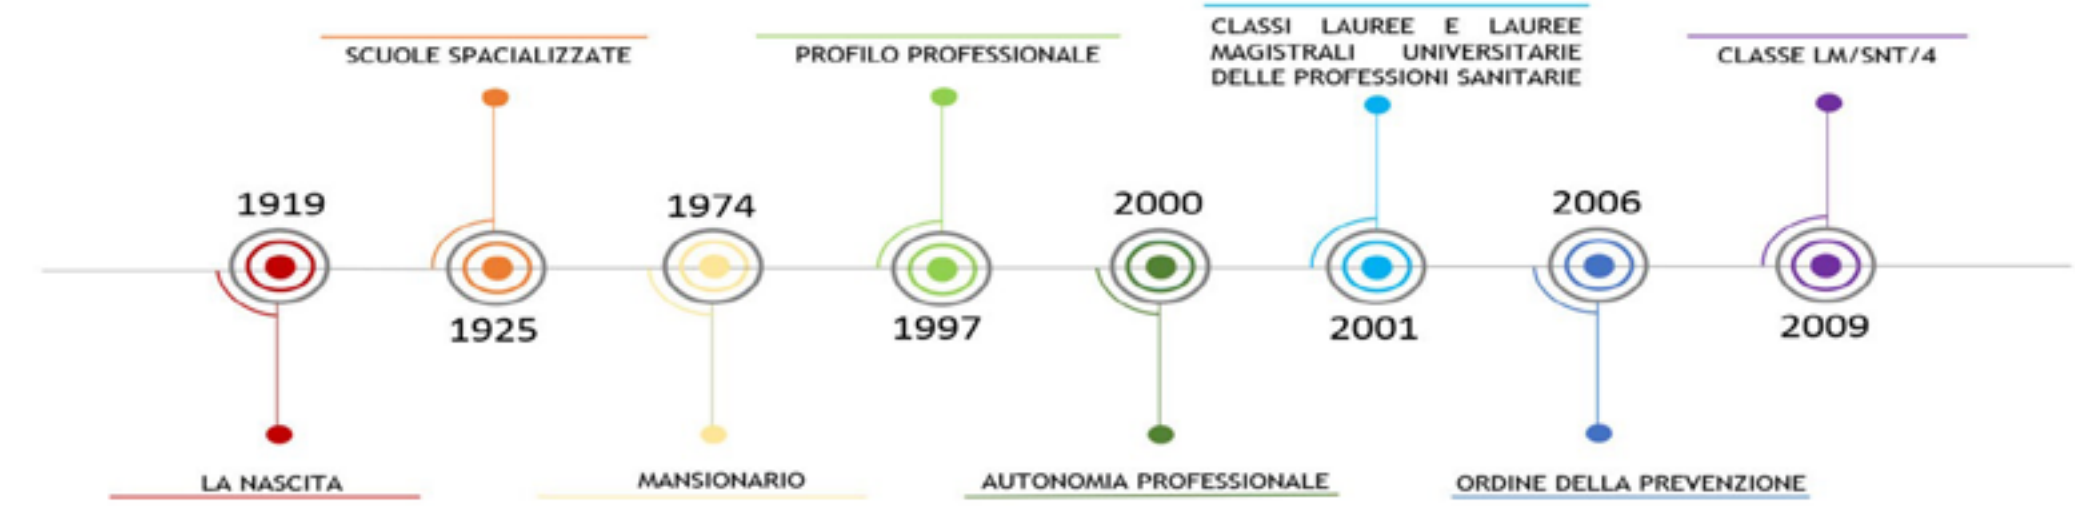 SCUOLE SPACIALIZZATE
PROFILO PROFESSIONALE
CLASSI LAUREE E LAUREE
MAGISTRALI UNIVERSITARIE
DELLE PROFESSIONI SANITARIE
CLASSE LM/SNT/4
1919
1974
2000
2006
1925
1997
2001
2009
LA NASCITA
MANSIONARIO
AUTONOMIA PROFESSIONALE
ORDINE DELLA PREVENZIONE